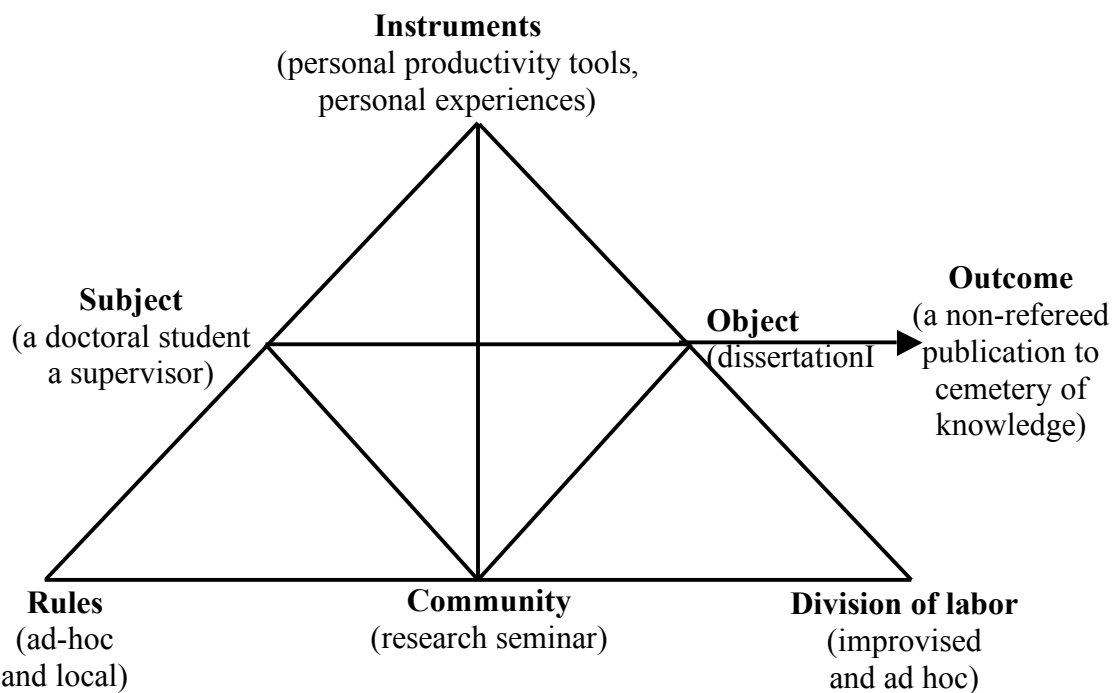 Instruments
(personal productivity tools,
personal experiences)
Subject
(a doctoral student
a supervisor)
Object
(dissertationI
Outcome
(a non-refereed
publication to
cemetery of
knowledge)
Rules
(ad-hoc
and local)
Community
(research seminar)
Division of labor
(improvised
and ad hoc)